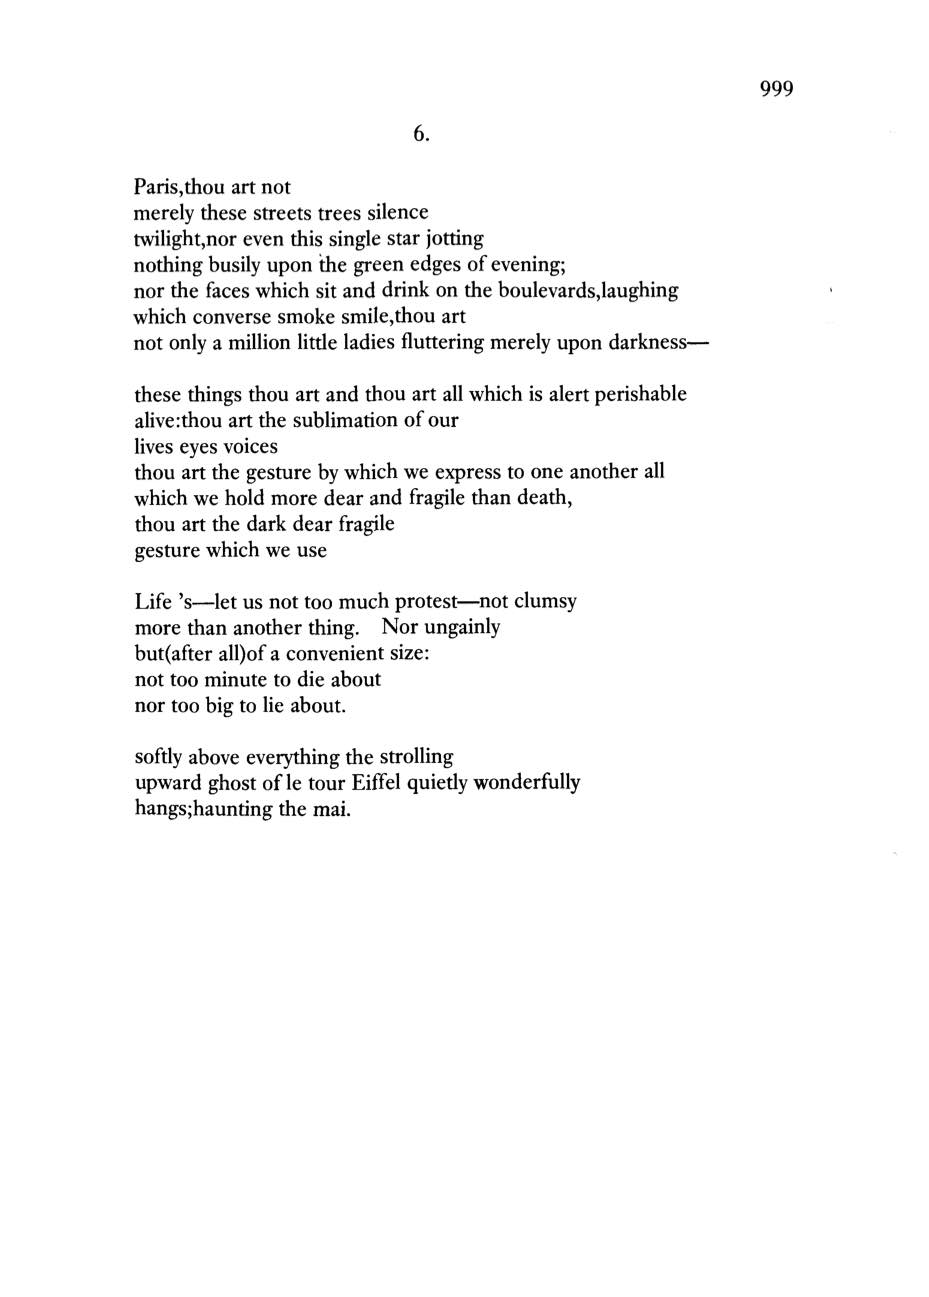 999
6.
Paris,thou art not
merely these streets trees silence
twilight,nor even this single star jotting
nothing busily upon the green edges of evening;
nor the faces which sit and drink on the boulevards,laughing
which converse smoke smile,thou art
not only a million little ladies fluttering merely upon darkness—
these things thou art and thou art all which is alert perishable
alive:thou art the sublimation of our
lives eyes voices
thou art the gesture by which we express to one another all
which we hold more dear and fragile than death,
thou art the dark dear fragile
gesture which we use
Life 's—let us not too much protest—not clumsy
more than another thing. Nor ungainly
but(after all)of a convenient size:
not too minute to die about
nor too big to lie about.
softly above everything the strolling
upward ghost of le tour Eiffel quietly wonderfully
hangs;haunting the mai.